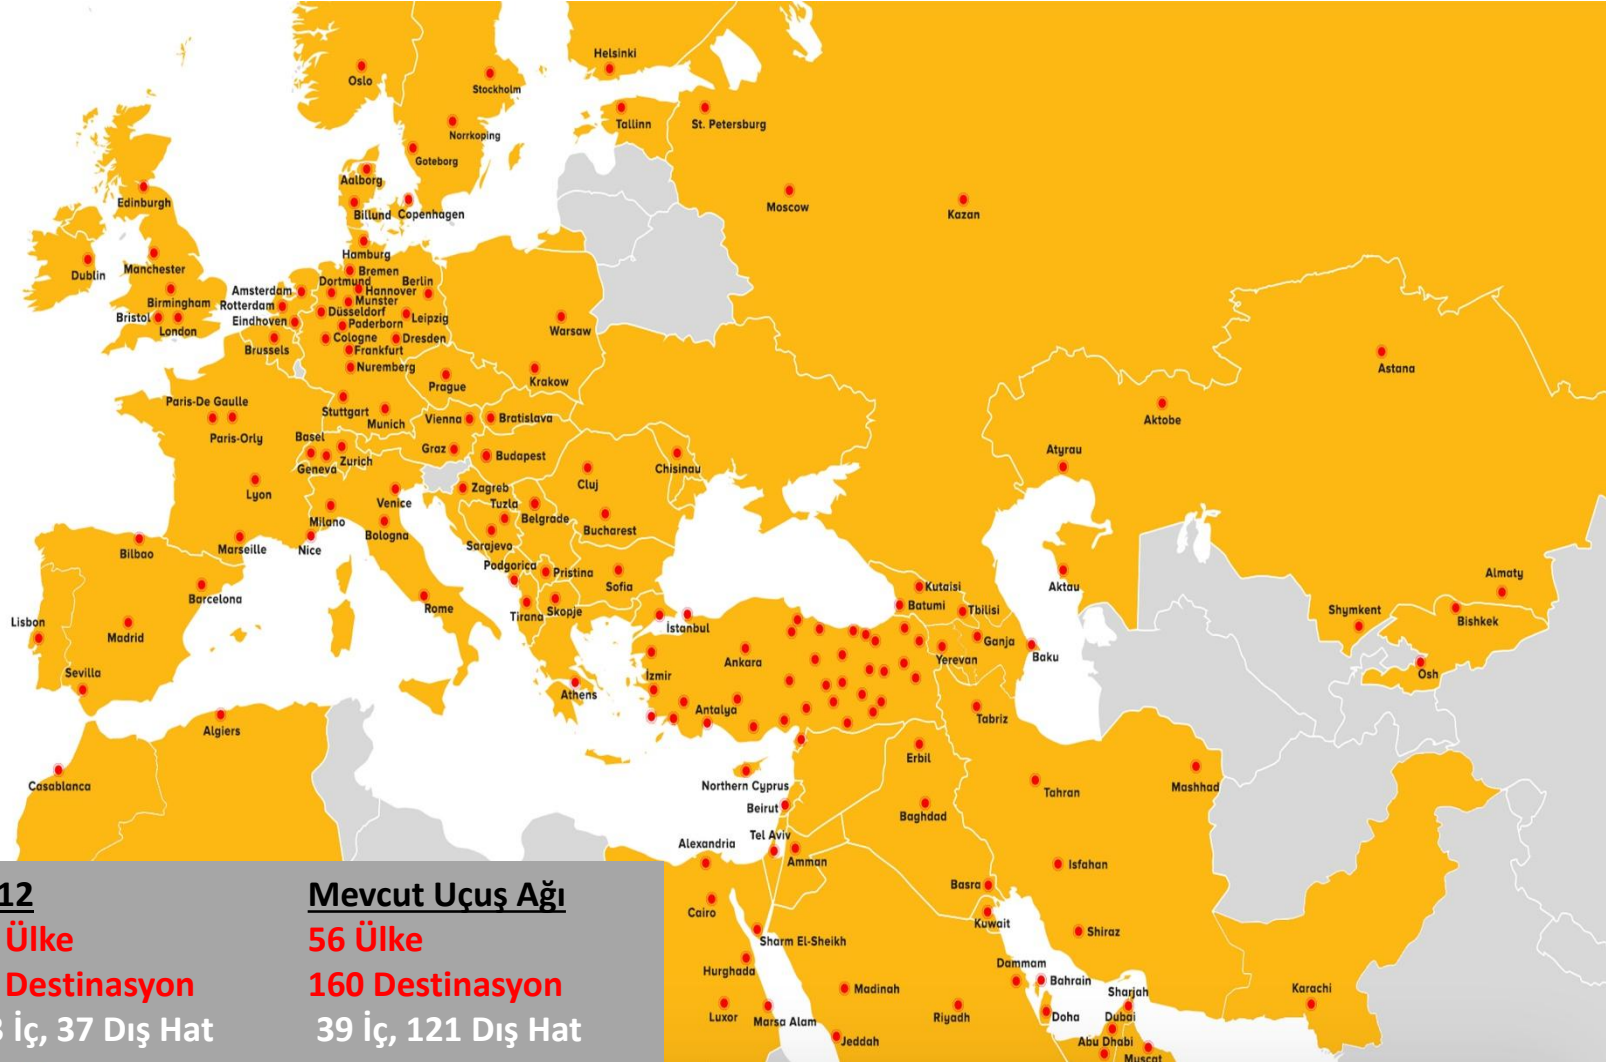 Helsinki
Oslo
Stockholm
Tallinn
St. Petersburg
Norrkoping
Goteborg
Aalborg
Moscow
Kazan
Edinburgh
Billund
Copenhagen
Hamburg
Dublin
Manchester
Bremen
Dortmund
Berlin
Amsterdam
Hannover
Birmingham
Rotterdam
Munster
Bristol
Eindhoven
Düsseldorf
Leipzig
London
Paderborn
Warsaw
Brussels
Cologne
Dresden
Frankfurt
Nuremberg
Astana
Prague
Krakow
Paris-De Gaulle
Stuttgart
Munich
Vienna
Bratislava
Aktobe
Paris-Orly
Basel
Graz
Atyrau
Geneva
Zurich
Budapest
Chisinau
Lyon
Cluj
Zagreb
Venice
Tuzla
Milano
Belgrade
Bucharest
Bologna
Sarajevo
Bilbao
Marseille
Nice
Podgorica
Pristina
Almaty
Sofia
Kutaisi
Aktau
Barcelona
Rome
Tirana
Skopje
Batumi
Tbilisi
Shymkent
Lisbon
İstanbul
Bishkek
Madrid
Ganja
Ankara
Yerevan
Baku
Sevilla
İzmir
Osh
Athens
Antalya
Tabriz
Algiers
Erbil
Casablanca
Northern Cyprus
Tahran
Mashhad
Beirut
Baghdad
Tel Aviv
Alexandria
Amman
Isfahan
Basra
Cairo
Kuwait
Sharm El-Sheikh
Shiraz
Hurghada
Dammam
Bahrain
Madinah
Sharjah
Karachi
Luxor
Marsa Alam
Riyadh
Doha
Dubai
Jeddah
Abu Dhabi
Muscat
12
Ülke
Destinasyon
İç, 37 Dış Hat
Mevcut Uçuş Ağı
56 Ülke
160 Destinasyon
39 İç, 121 Dış Hat